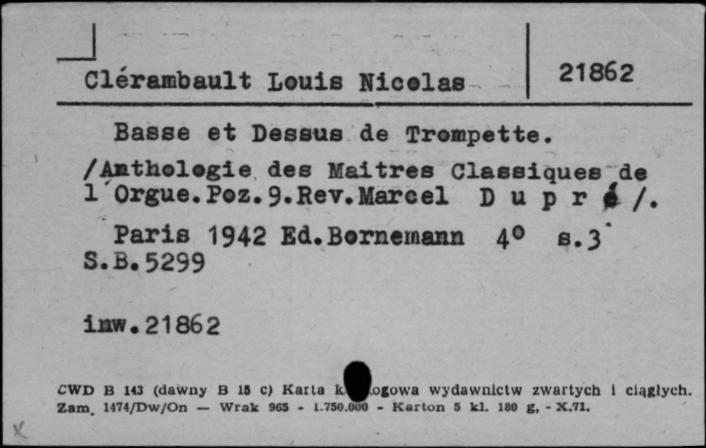 Clérambault Louis Nicolas 21862
Basse et Dessus de Trompette.
/Anthologie des Maitres Classiques de
l'Orgue.Poz.9.Rev.Marcel D u p r é /.
Paris 1942 Ed.Bornemann 4° s.3
S.B.5299
inw.21862
CWD B 143 (dawny B 15 c) Karta wydawnictw zwartych i ciągłych.
Zam. 1474/Dw/On — Wrak 965 - 1.750.000 - Karton 5 kl. 180 g, - X.71.